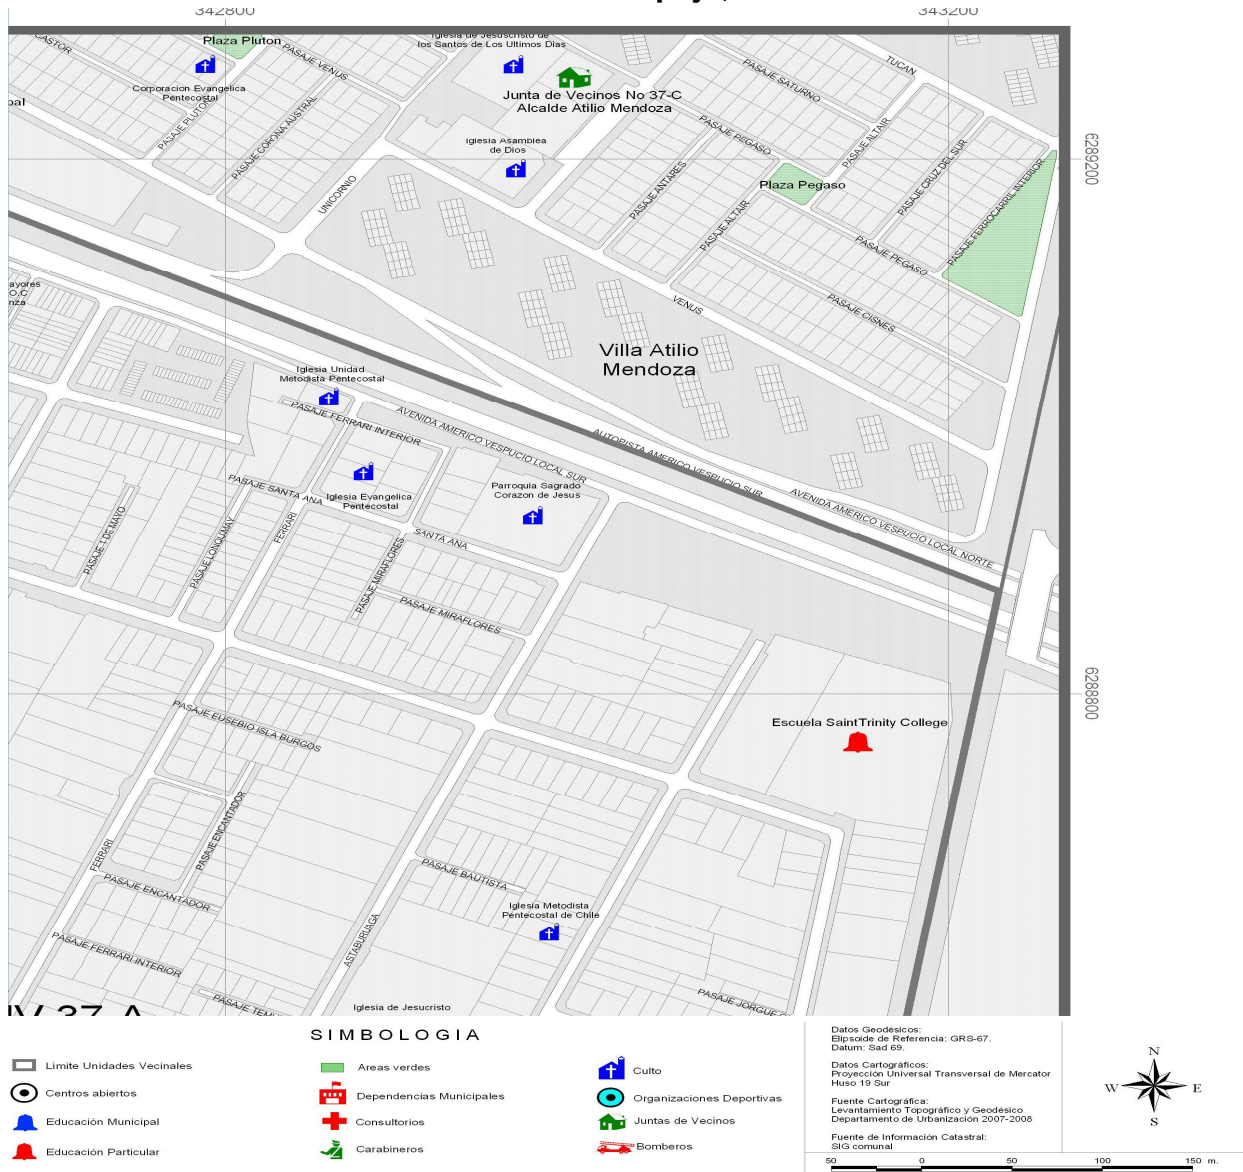 342800
343200
CASTOR
Plaza Pluton
PASAJE VENUS
Iglesia de Jesuscristo de
los Santos de Los Ultimos Dias
TUCAN
PASAJE SATURNO
Corporacion Evangelica
Pentecostal
Junta de Vecinos No 37-C
Alcalde Atilio Mendoza
PASAJE PLUTON
PASAJE CORONA AUSTRAL
PASAJE PEGASO
PASAJE ALTAIR
Iglesia Asamblea
de Dios
PASAJE CRUZ DEL SUR
6289200
UNICORNIO
PASAJE ANTARES
Plaza Pegaso
PASAJE FERROCARRIL INTERIOR
PASAJE ALTAIR
PASAJE PEGASO
VENUS
PASAJE CISNES
Villa Atilio
Mendoza
Iglesia Unidad
Metodista Pentecostal
PASAJE FERRARI INTERIOR
AVENIDA AMERICO VESPUCIO LOCAL SUR
AUTOPISTA AMERICO VESPUCIO SUR
AVENIDA AMERICO VESPUCIO LOCAL NORTE
PASAJE SANTA ANA
Iglesia Evangelica
Pentecostal
Parroquia Sagrado
Corazon de Jesus
PASAJE 1 DE MAYO
PASAJE LONQUIMAY
FERRARI
SANTA ANA
PASAJE MIRAFLORES
PASAJE MIRAFLORES
6288800
PASAJE EUSEBIO ISLA BURGOS
Escuela SaintTrinity College
PASAJE ENCANTADOR
FERRARI
PASAJE ENCANTADOR
PASAJE BAUTISTA
Iglesia Metodista
Pentecostal de Chile
ASTABURUAGA
PASAJE FERRARI INTERIOR
PASAJE JORGUE
Iglesia de Jesucristo
SIMBOLOGIA
Limite Unidades Vecinales
Centros abiertos
Educación Municipal
Educación Particular
Areas verdes
Dependencias Municipales
Consultorios
Carabineros
Culto
Organizaciones Deportivas
Juntas de Vecinos
Bomberos
Datos Geodésicos:
Elipsoide de Referencia: GRS-67.
Datum: Sad 69.
Datos Cartográficos:
Proyección Universal Transversal de Mercator
Huso 19 Sur
Fuente Cartográfica:
Levantamiento Topográfico y Geodésico
Departamento de Urbanización 2007-2008
Fuente de Información Catastral:
SIG comunal
N
W E
S
50 0 50 100 150 m.